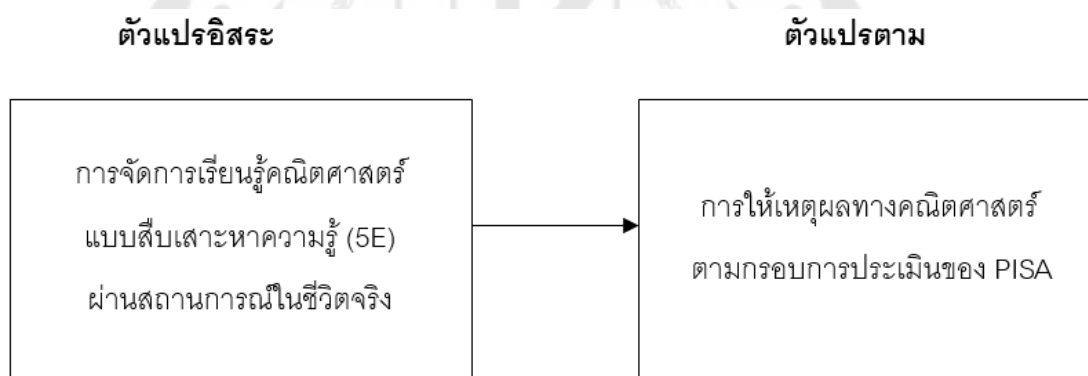 ตัวแปรอิสระ
ตัวแปรตาม
การจัดการเรียนรู้คณิตศาสตร์
แบบสืบเสาะหาความรู้ (5E)
ผ่านสถานการณ์ในชีวิตจริง
การให้เหตุผลทางคณิตศาสตร์
ตามกรอบการประเมินของ PISA